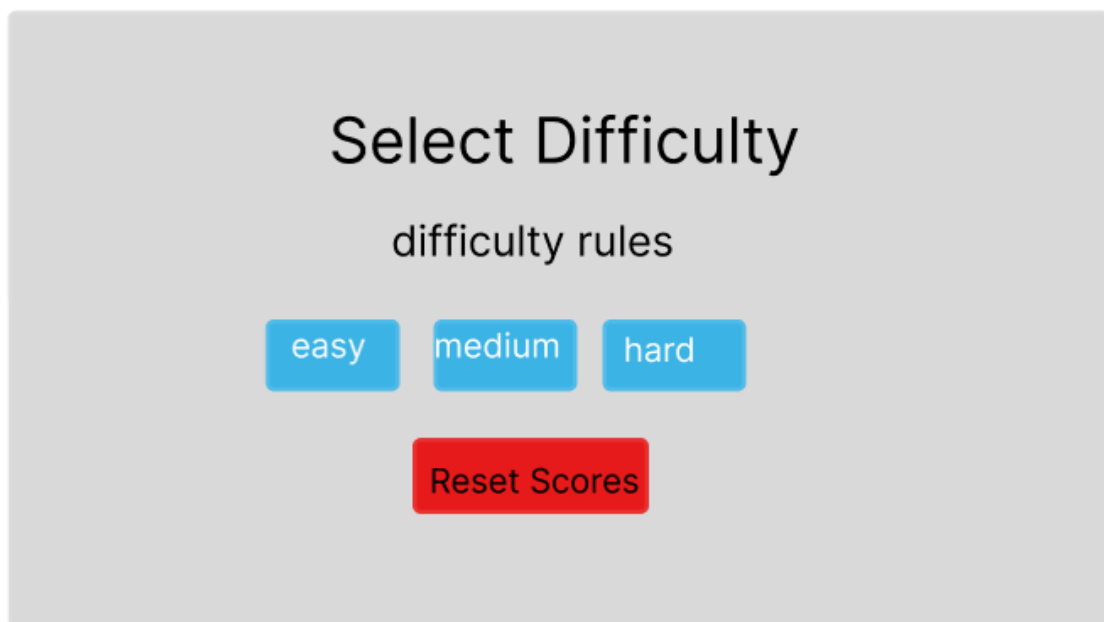 Select Difficulty
difficulty rules
easy medium hard
Reset Scores